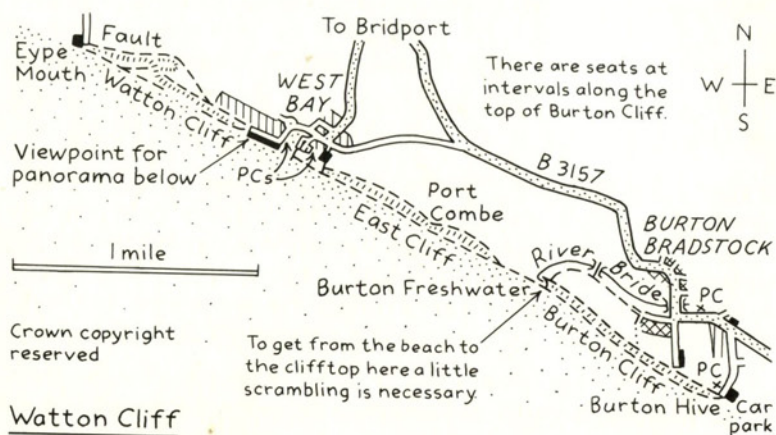 To Bridport
Fault
Eype
Mouth
Watton Cliff
WEST
BAY
There are seats at
intervals along the
top of Burton Cliff.
N
W E
S
Viewpoint for
panorama below
PCs
B 3157
Port
Combe
East Cliff
BURTON
BRADSTOCK
1 mile
River Bride
PC
Burton Freshwater
Crown copyright
reserved
To get from the beach to
the clifftop here a little
scrambling is necessary.
Burton Cliff
PC
Burton Hive
Car
park
Watton Cliff